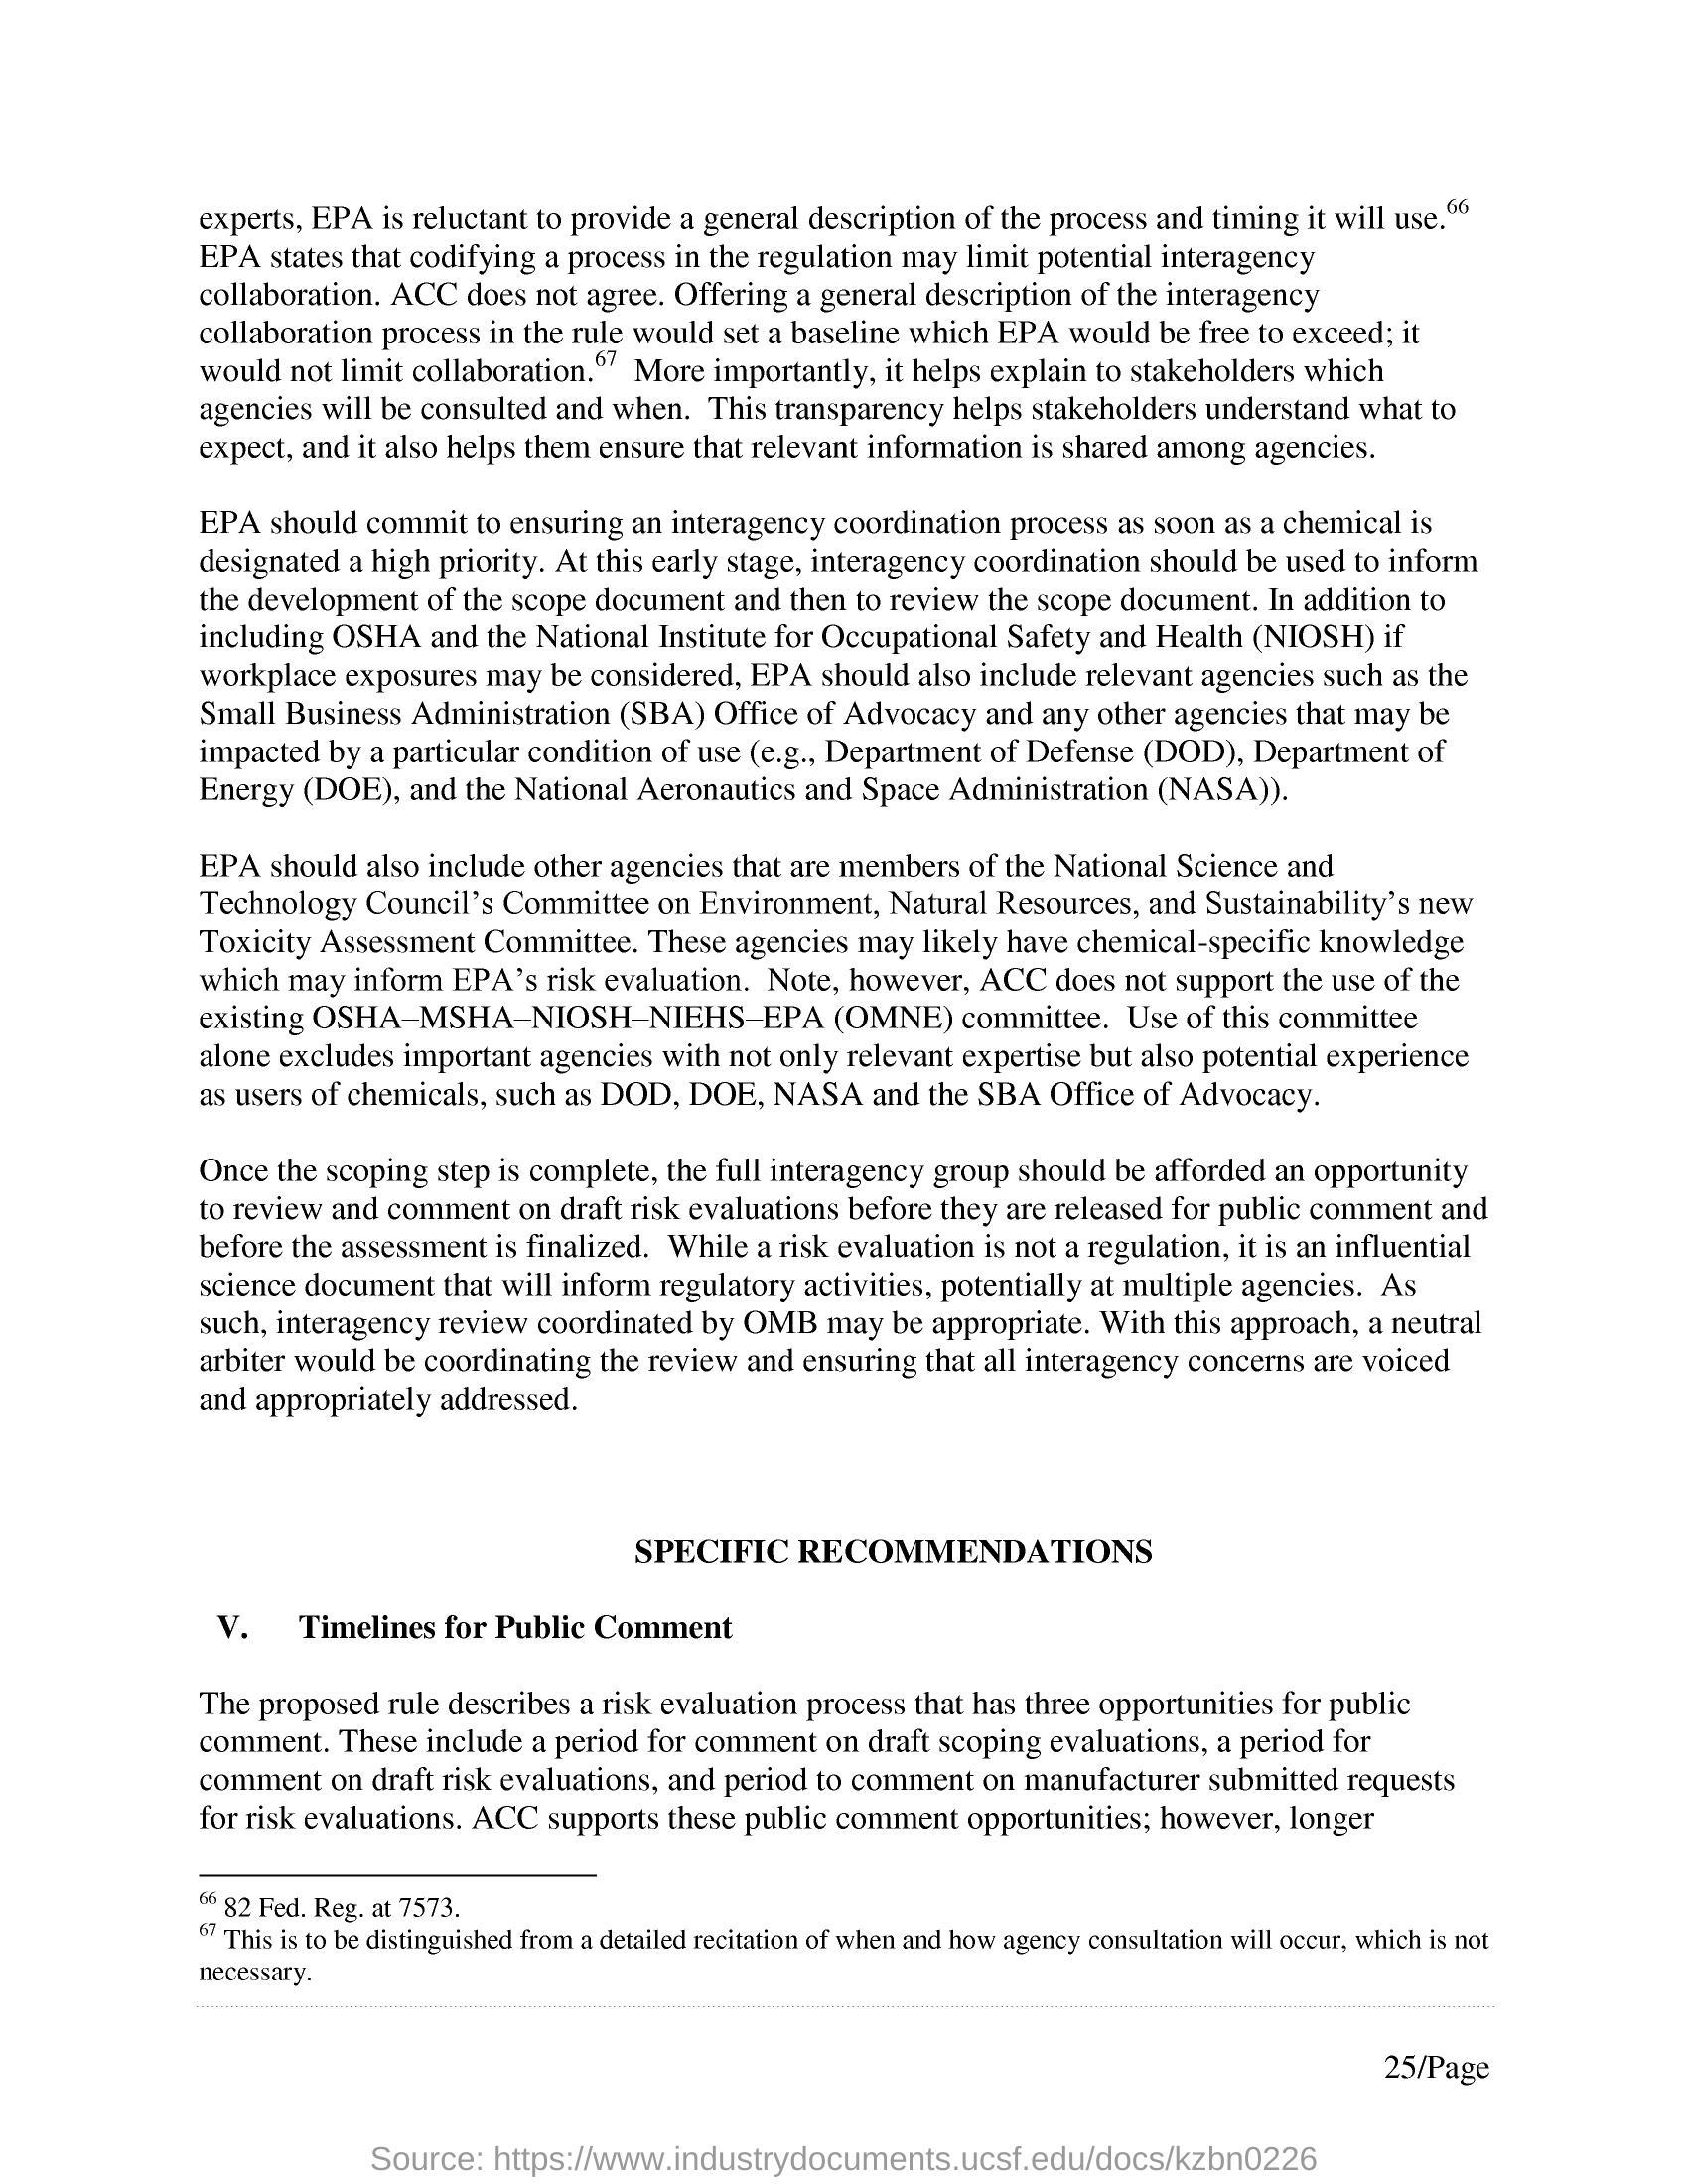 experts, EPA is reluctant to provide a general description of the process and timing it will use.66
EPA states that codifying a process in the regulation may limit potential interagency
collaboration. ACC does not agree. Offering a general description of the interagency
collaboration process in the rule would set a baseline which EPA would be free to exceed; it
would not limit collaboration.67  More importantly, it helps explain to stakeholders which
agencies will be consulted and when.  This transparency helps stakeholders understand what to
expect, and it also helps them ensure that relevant information is shared among agencies.
EPA should commit to ensuring an interagency coordination process as soon as a chemical is
designated a high priority. At this early stage, interagency coordination should be used to inform
the development of the scope document and then to review the scope document. In addition to
including OSHA and the National Institute for Occupational Safety and Health (NIOSH) if
workplace exposures may be considered, EPA should also include relevant agencies such as the
Small Business Administration (SBA) Office of Advocacy and any other agencies that may be
impacted by a particular condition of use (e.g., Department of Defense (DOD), Department of
Energy (DOE), and the National Aeronautics and Space Administration (NASA)).
EPA should also include other agencies that are members of the National Science and
Technology Council’s Committee on Environment, Natural Resources, and Sustainability’s new
Toxicity Assessment Committee. These agencies may likely have chemical-specific knowledge
which may inform EPA’s risk evaluation.  Note, however, ACC does not support the use of the
existing OSHA–MSHA–NIOSH–NIEHS–EPA (OMNE) committee.  Use of this committee
alone excludes important agencies with not only relevant expertise but also potential experience
as users of chemicals, such as DOD, DOE, NASA and the SBA Office of Advocacy.
Once the scoping step is complete, the full interagency group should be afforded an opportunity
to review and comment on draft risk evaluations before they are released for public comment and
before the assessment is finalized.  While a risk evaluation is not a regulation, it is an influential
science document that will inform regulatory activities, potentially at multiple agencies.  As
such, interagency review coordinated by OMB may be appropriate. With this approach, a neutral
arbiter would be coordinating the review and ensuring that all interagency concerns are voiced
and appropriately addressed.
SPECIFIC RECOMMENDATIONS
V. Timelines for Public Comment
The proposed rule describes a risk evaluation process that has three opportunities for public
comment. These include a period for comment on draft scoping evaluations, a period for
comment on draft risk evaluations, and period to comment on manufacturer submitted requests
for risk evaluations. ACC supports these public comment opportunities; however, longer
66 82 Fed. Reg. at 7573.
67 This is to be distinguished from a detailed recitation of when and how agency consultation will occur, which is not
necessary.
25/Page
Source: https://www.industrydocuments.ucsf.edu/docs/kzbn0226